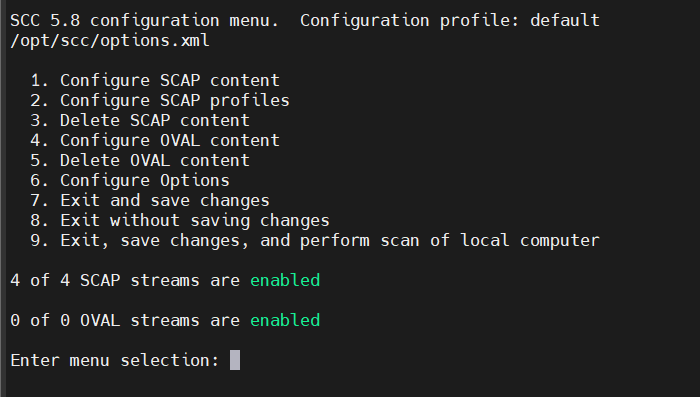 SCC 5.8 configuration menu.  Configuration profile: default
/opt/scc/options.xml
1. Configure SCAP content
2. Configure SCAP profiles
3. Delete SCAP content
4. Configure OVAL content
5. Delete OVAL content
6. Configure Options
7. Exit and save changes
8. Exit without saving changes
9. Exit, save changes, and perform scan of local computer
4 of 4 SCAP streams are enabled
0 of 0 OVAL streams are enabled
Enter menu selection: